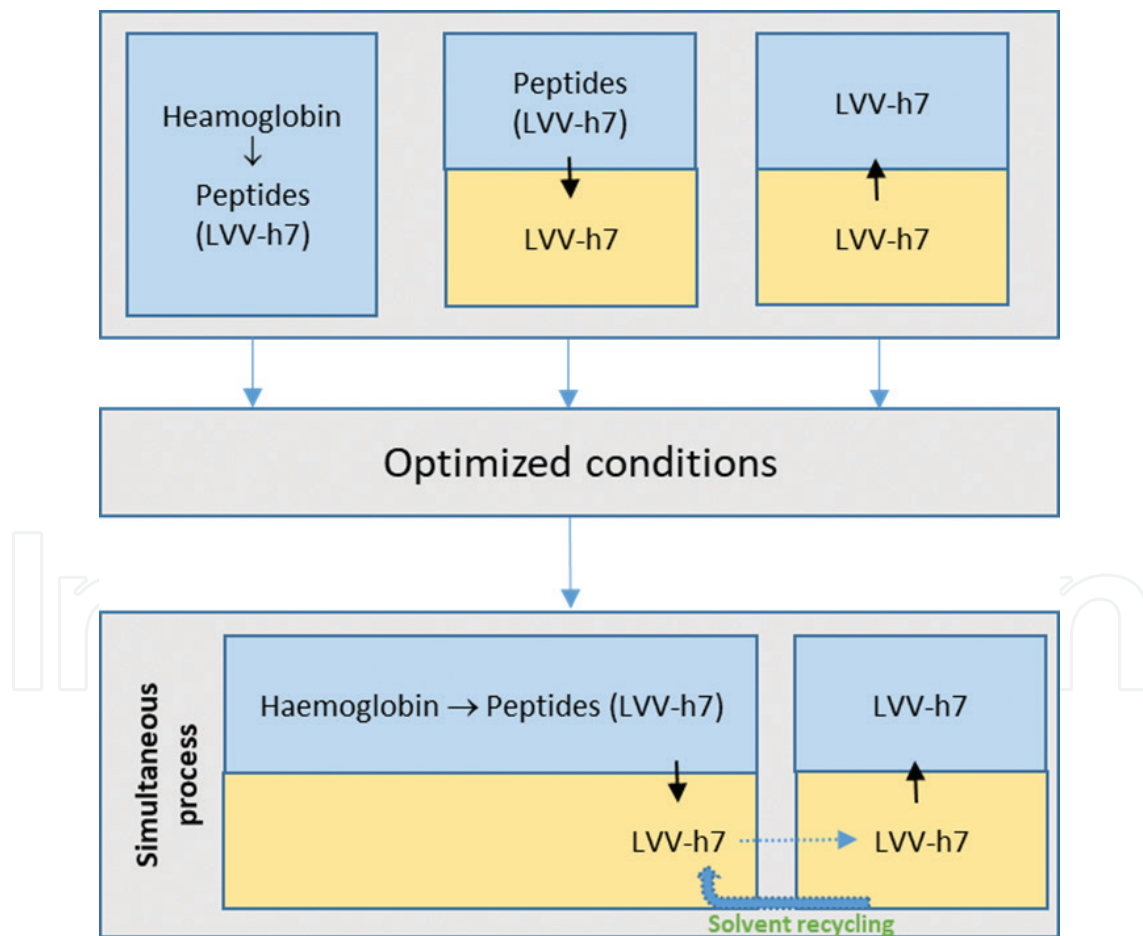 Heamoglobin
↓
Peptides
(LVV-h7)
Peptides
(LVV-h7)
LVV-h7
LVV-h7
LVV-h7
Optimized conditions
Simultaneous
process
Haemoglobin → Peptides (LVV-h7)
LVV-h7
LVV-h7
LVV-h7
Solvent recycling